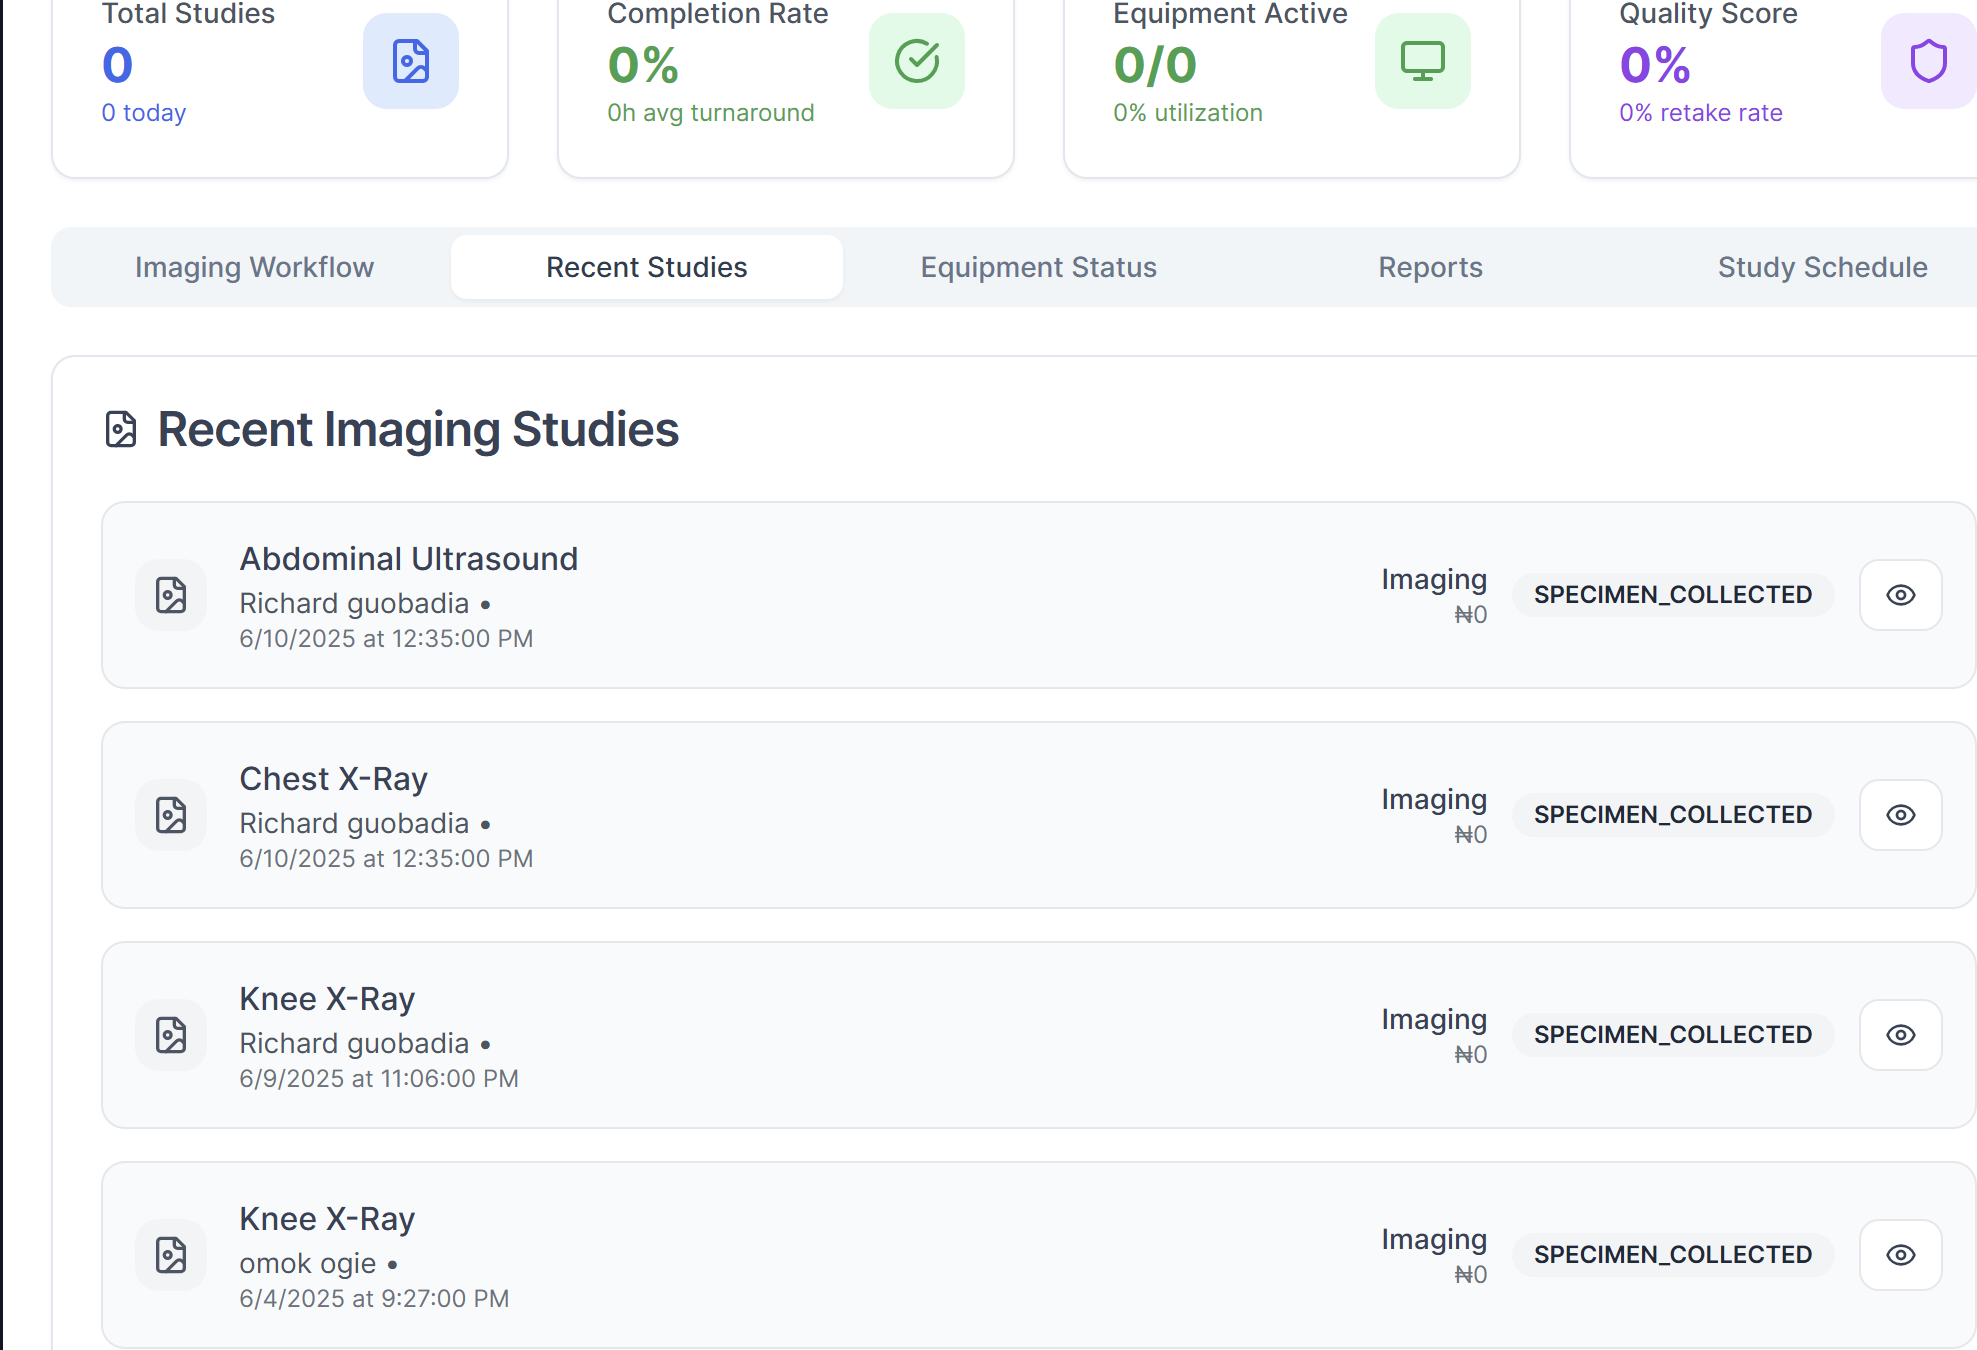 Total Studies
0
0 today
Completion Rate
0%
0h avg turnaround
Equipment Active
0/0
0% utilization
Quality Score
0%
0% retake rate
Imaging Workflow
Recent Studies
Equipment Status
Reports
Study Schedule
Recent Imaging Studies
Abdominal Ultrasound
Richard guobadia •
6/10/2025 at 12:35:00 PM
Imaging
₦0
SPECIMEN_COLLECTED
Chest X-Ray
Richard guobadia •
6/10/2025 at 12:35:00 PM
Imaging
₦0
SPECIMEN_COLLECTED
Knee X-Ray
Richard guobadia •
6/9/2025 at 11:06:00 PM
Imaging
₦0
SPECIMEN_COLLECTED
Knee X-Ray
omok ogie •
6/4/2025 at 9:27:00 PM
Imaging
₦0
SPECIMEN_COLLECTED